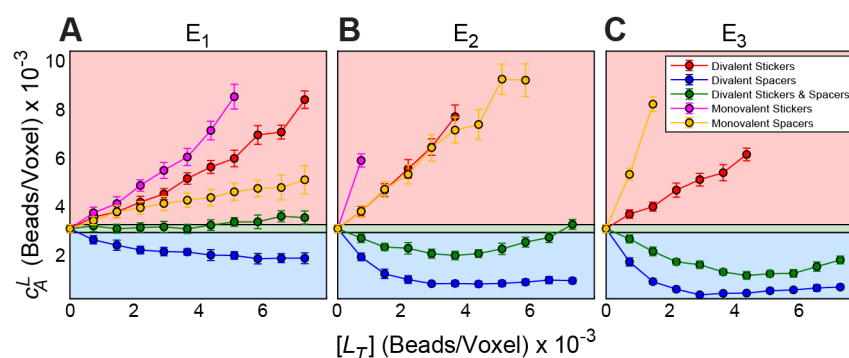 A E1 B E2 C E3
10
8
6
4
2
c_A^L (Beads/Voxel) x 10^-3
Divalent Stickers
Divalent Spacers
Divalent Stickers & Spacers
Monovalent Stickers
Monovalent Spacers
0 2 4 6 0 2 4 6 0 2 4 6
[L_T] (Beads/Voxel) x 10^-3